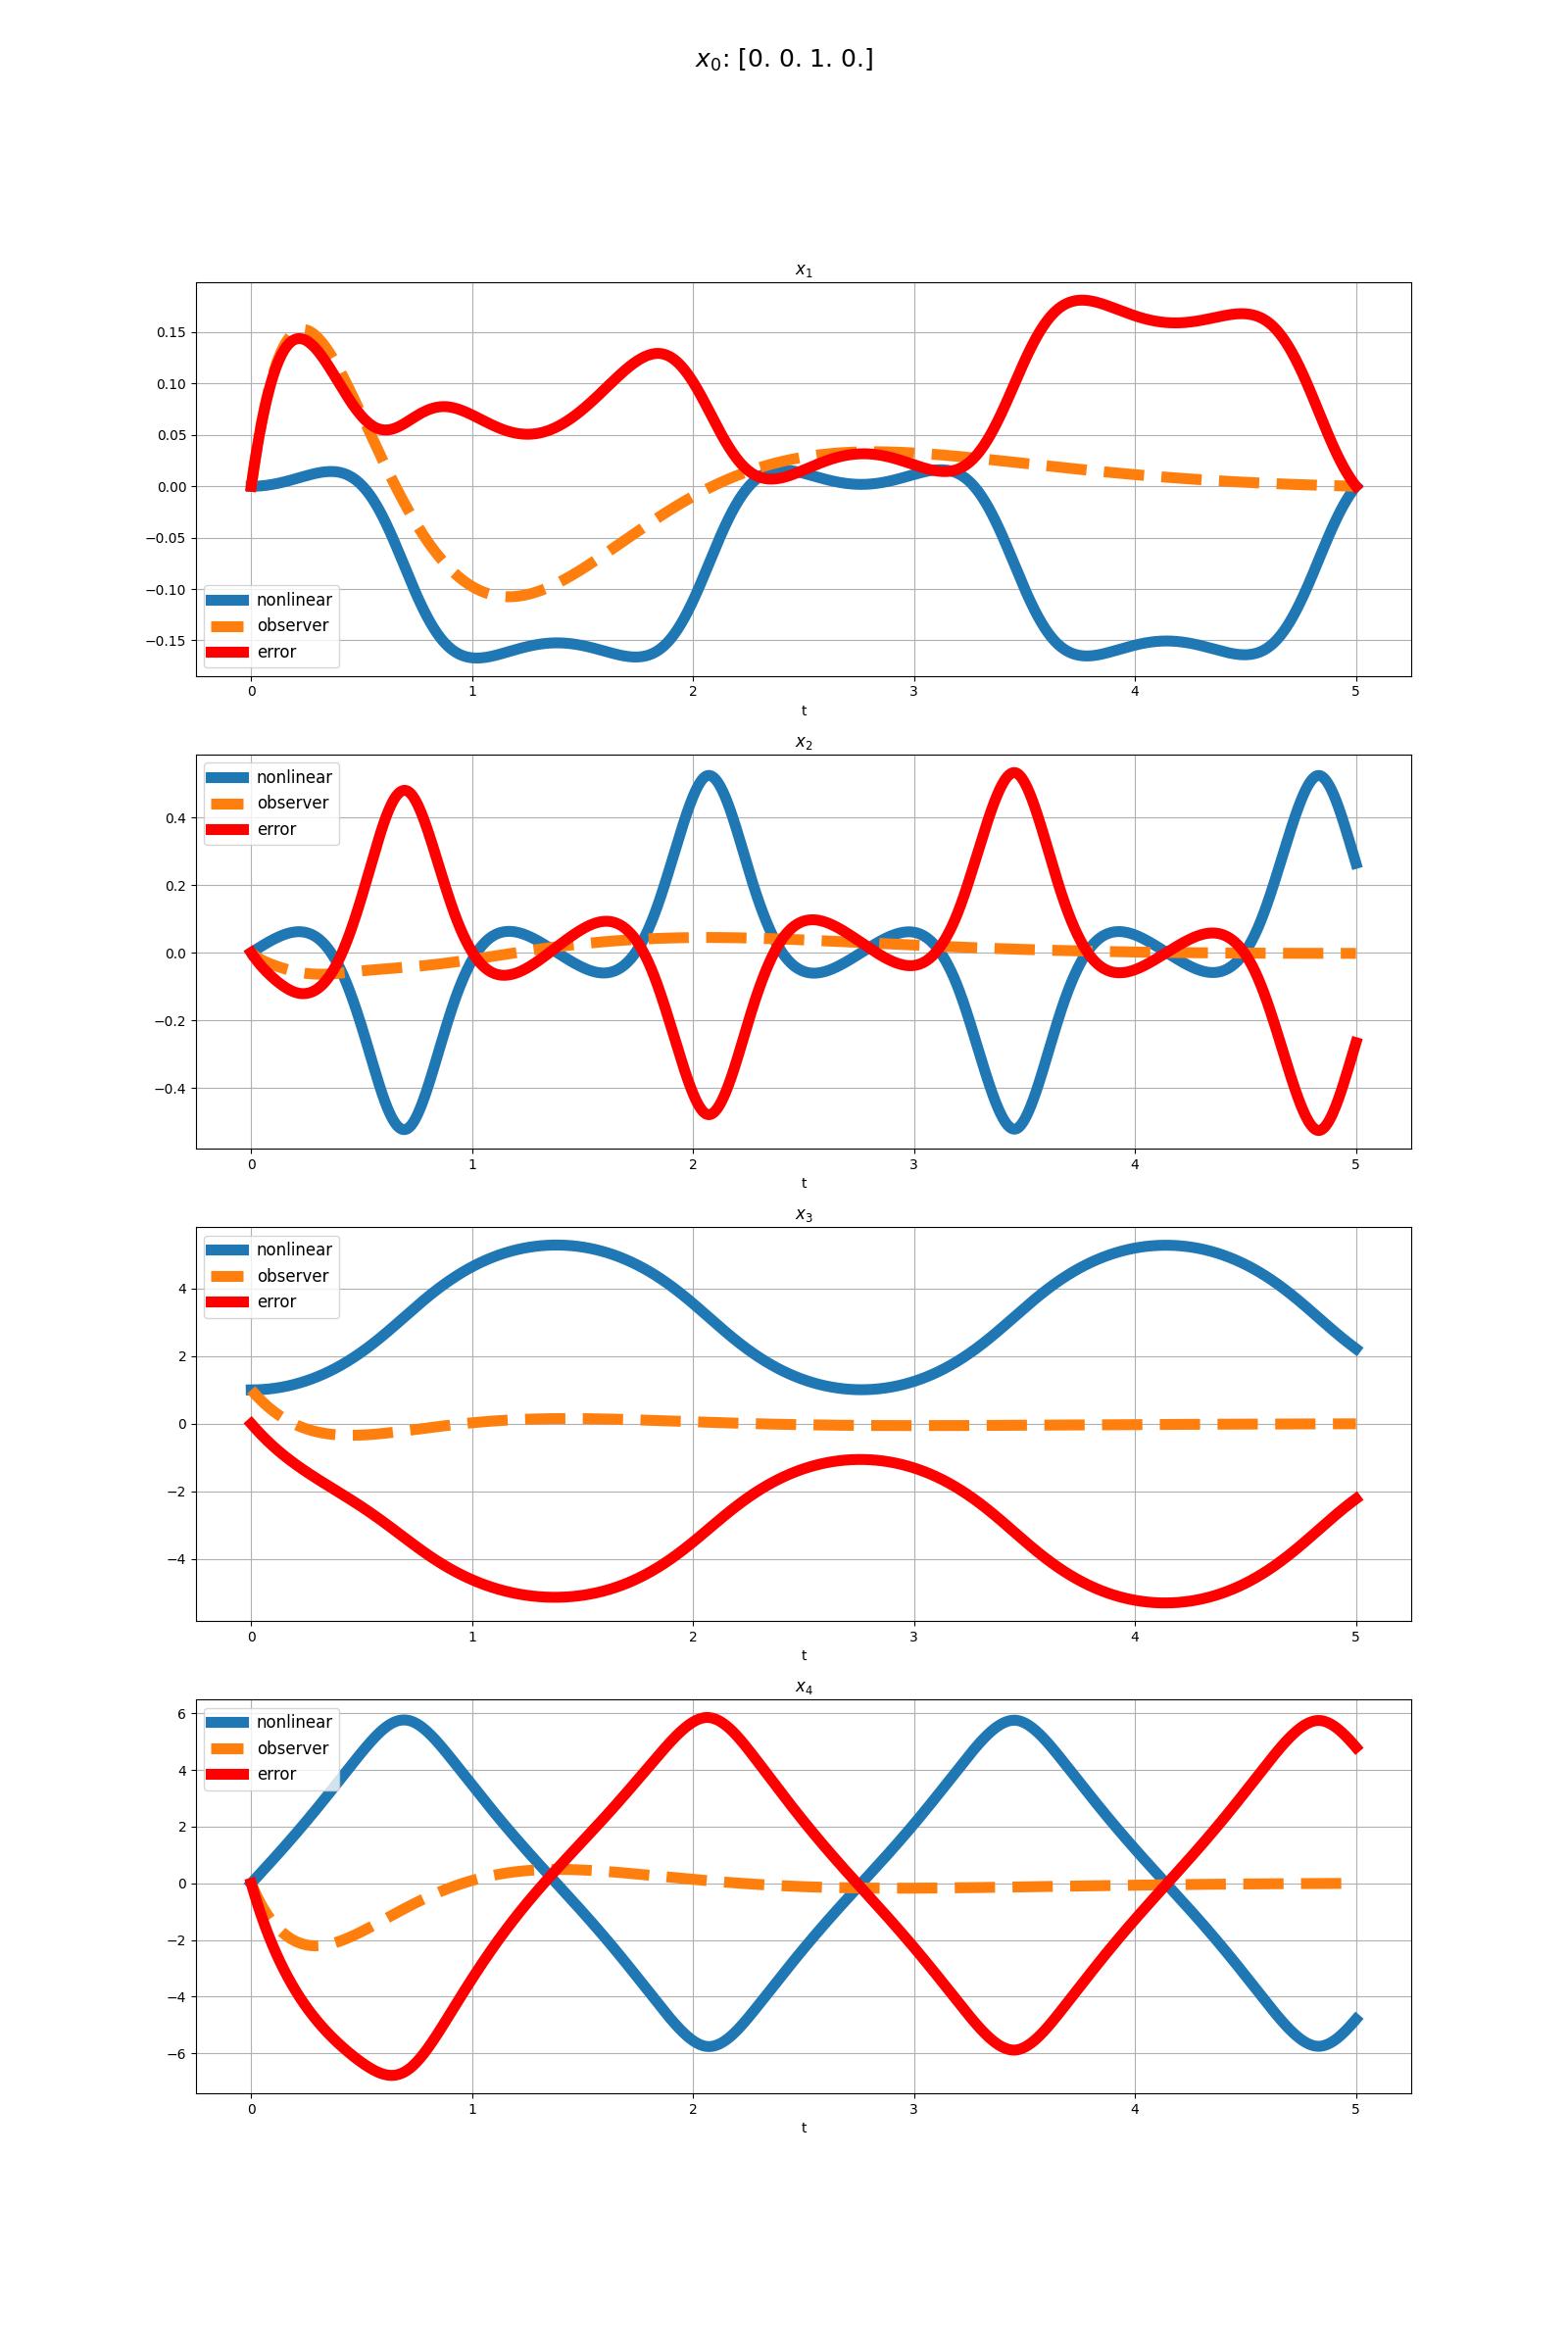 x₀: [0. 0. 1. 0.]
x₁
0.15
0.10
0.05
0.00
−0.05
−0.10
−0.15
nonlinear
observer
error
0 1 2 3 4 5
t
x₂
0.4
0.2
0.0
−0.2
−0.4
nonlinear
observer
error
0 1 2 3 4 5
t
x₃
4
2
0
−2
−4
nonlinear
observer
error
0 1 2 3 4 5
t
x₄
6
4
2
0
−2
−4
−6
nonlinear
observer
error
0 1 2 3 4 5
t